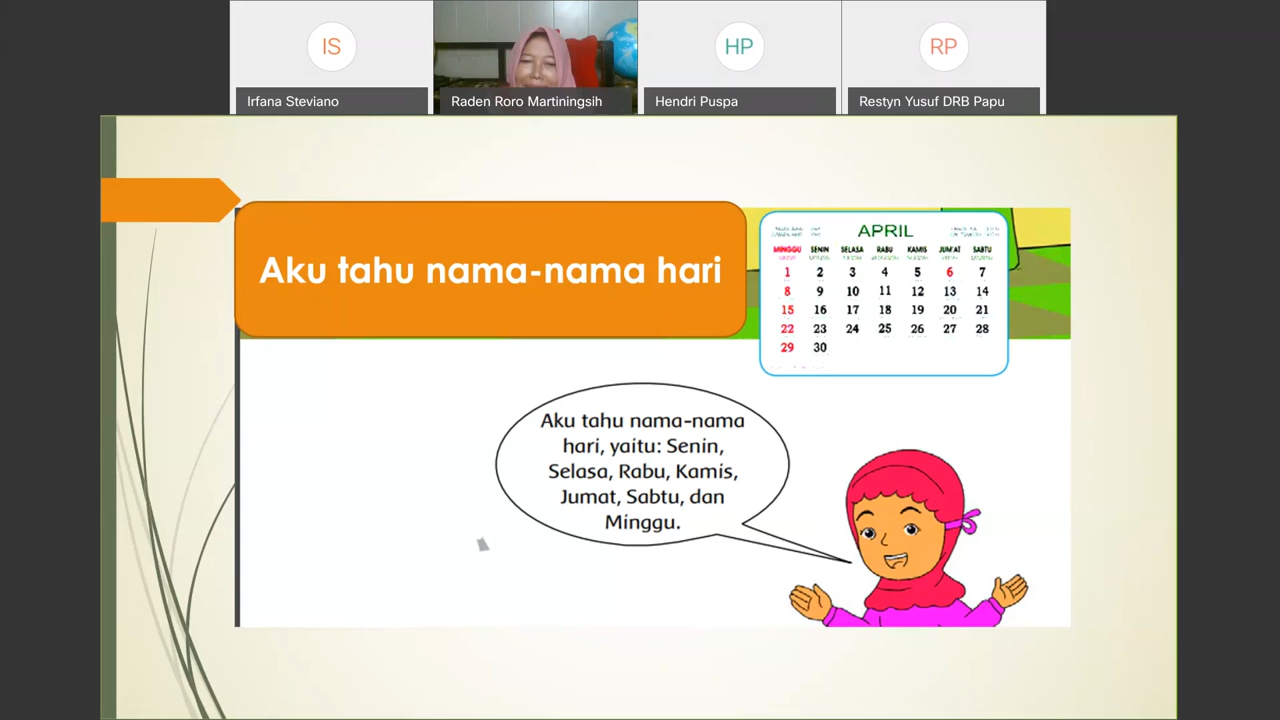 IS
HP
RP
Irfana Steviano
Raden Roro Martiningsih
Hendri Puspa
Restyn Yusuf DRB Papu
Aku tahu nama-nama hari
APRIL
MINGGU SENIN SELASA RABU KAMIS JUM'AT SABTU
1 2 3 4 5 6 7
8 9 10 11 12 13 14
15 16 17 18 19 20 21
22 23 24 25 26 27 28
29 30
Aku tahu nama-nama
hari, yaitu: Senin,
Selasa, Rabu, Kamis,
Jumat, Sabtu, dan
Minggu.